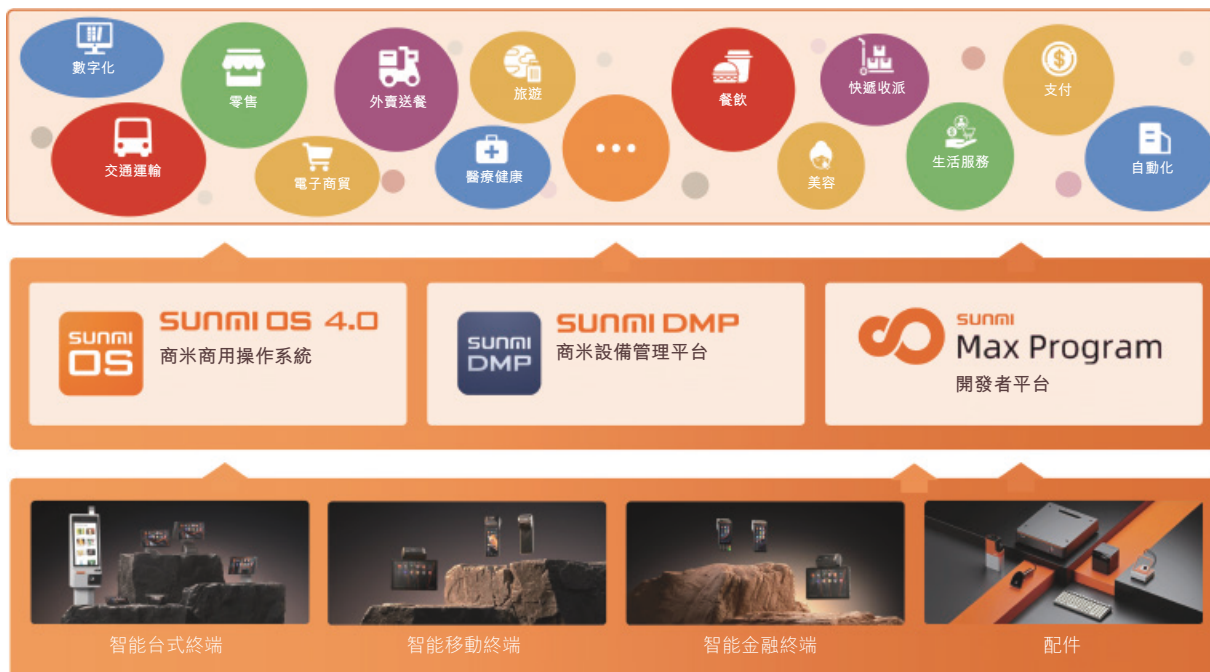 數字化
零售
外賣送餐
旅遊
餐飲
快遞收派
支付
交通運輸
電子商貿
醫療健康
美容
生活服務
自動化
SUNMI
OS
SUNMI OS 4.0
商米商用操作系統
SUNMI
DMP
SUNMI DMP
商米設備管理平台
SUNMI
Max Program
開發者平台
智能台式終端
智能移動終端
智能金融終端
配件